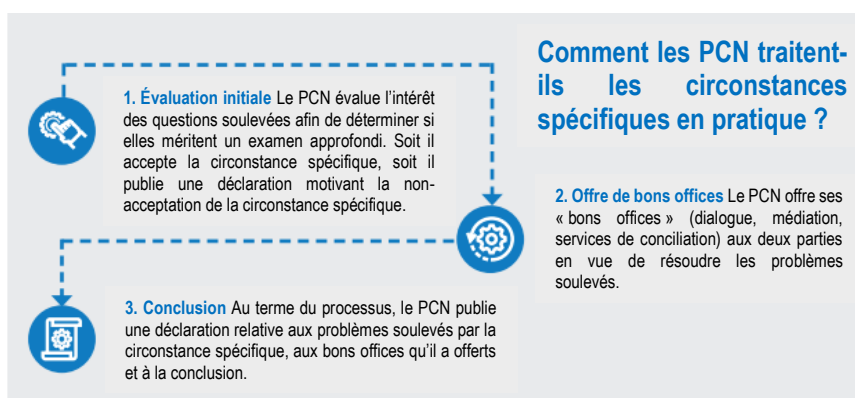 Comment les PCN traitent-
ils les circonstances
spécifiques en pratique ?
1. Évaluation initiale Le PCN évalue l'intérêt
des questions soulevées afin de déterminer si
elles méritent un examen approfondi. Soit il
accepte la circonstance spécifique, soit il
publie une déclaration motivant la non-
acceptation de la circonstance spécifique.
2. Offre de bons offices Le PCN offre ses
« bons offices » (dialogue, médiation,
services de conciliation) aux deux parties
en vue de résoudre les problèmes
soulevés.
3. Conclusion Au terme du processus, le PCN publie
une déclaration relative aux problèmes soulevés par la
circonstance spécifique, aux bons offices qu'il a offerts
et à la conclusion.